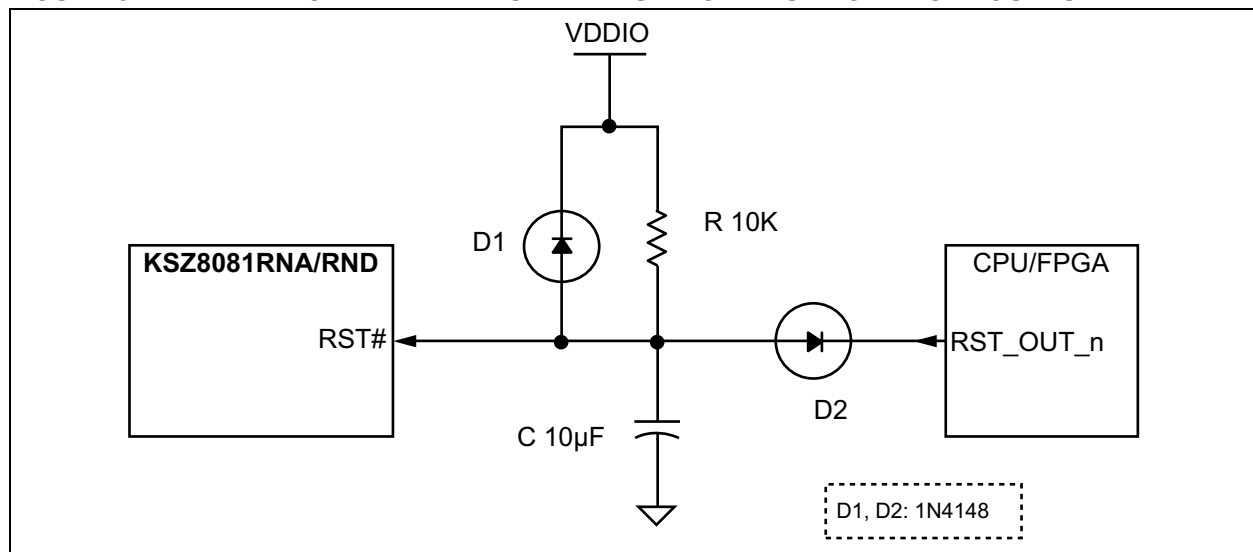 VDDIO
D1
R 10K
KSZ8081RNA/RND
CPU/FPGA
RST#
RST_OUT_n
D2
C 10µF
D1, D2: 1N4148